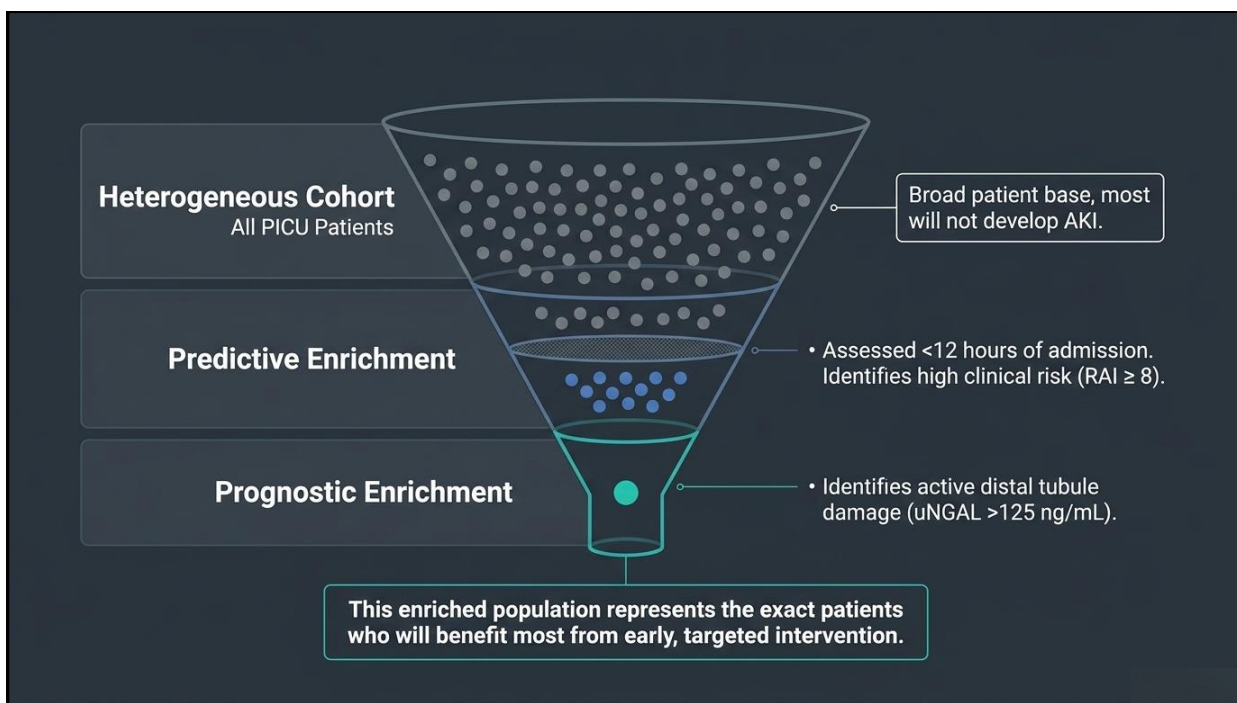 Heterogeneous Cohort
All PICU Patients
Broad patient base, most
will not develop AKI.
Predictive Enrichment
• Assessed <12 hours of admission.
Identifies high clinical risk (RAI ≥ 8).
Prognostic Enrichment
• Identifies active distal tubule
damage (uNGAL >125 ng/mL).
This enriched population represents the exact patients
who will benefit most from early, targeted intervention.